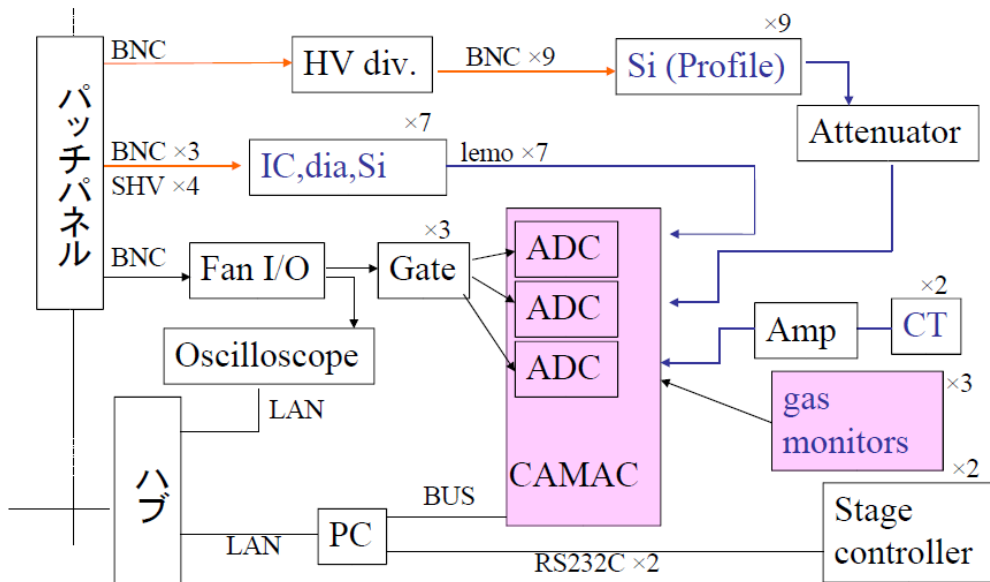 パッチパネル
BNC
HV div.
BNC ×9
×9
Si (Profile)
Attenuator
BNC ×3
SHV ×4
×7
IC,dia,Si
lemo ×7
BNC
Fan I/O
×3
Gate
ADC
ADC
ADC
CAMAC
Oscilloscope
LAN
Amp
×2
CT
×3
gas
monitors
ハブ
LAN
PC
BUS
RS232C ×2
×2
Stage
controller